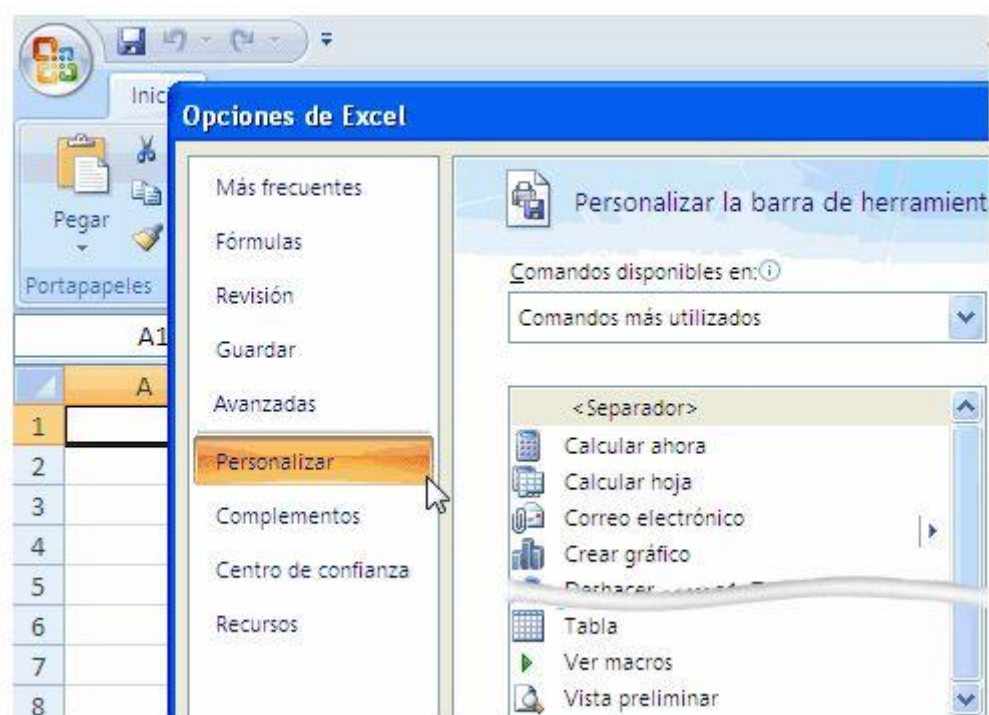 Inic
Pegar
Portapapeles
A1
A
1
2
3
4
5
6
7
8
Opciones de Excel
Más frecuentes
Fórmulas
Revisión
Guardar
Avanzadas
Personalizar
Complementos
Centro de confianza
Recursos
Personalizar la barra de herramient
Comandos disponibles en:
Comandos más utilizados
<Separador>
Calcular ahora
Calcular hoja
Correo electrónico
Crear gráfico
Deshacer
Tabla
Ver macros
Vista preliminar